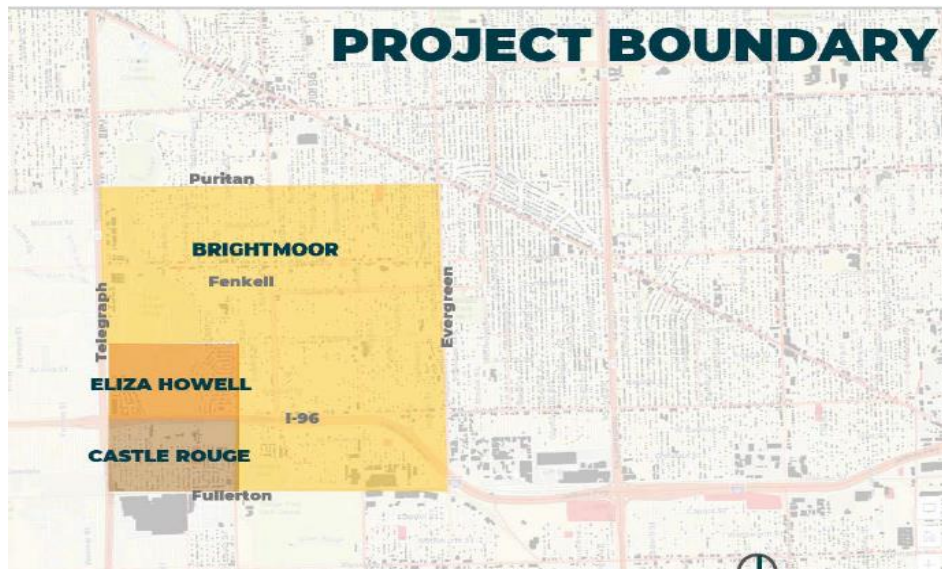 PROJECT BOUNDARY
Puritan
BRIGHTMOOR
Fenkell
Telegraph
Evergreen
ELIZA HOWELL
I-96
CASTLE ROUGE
Fullerton